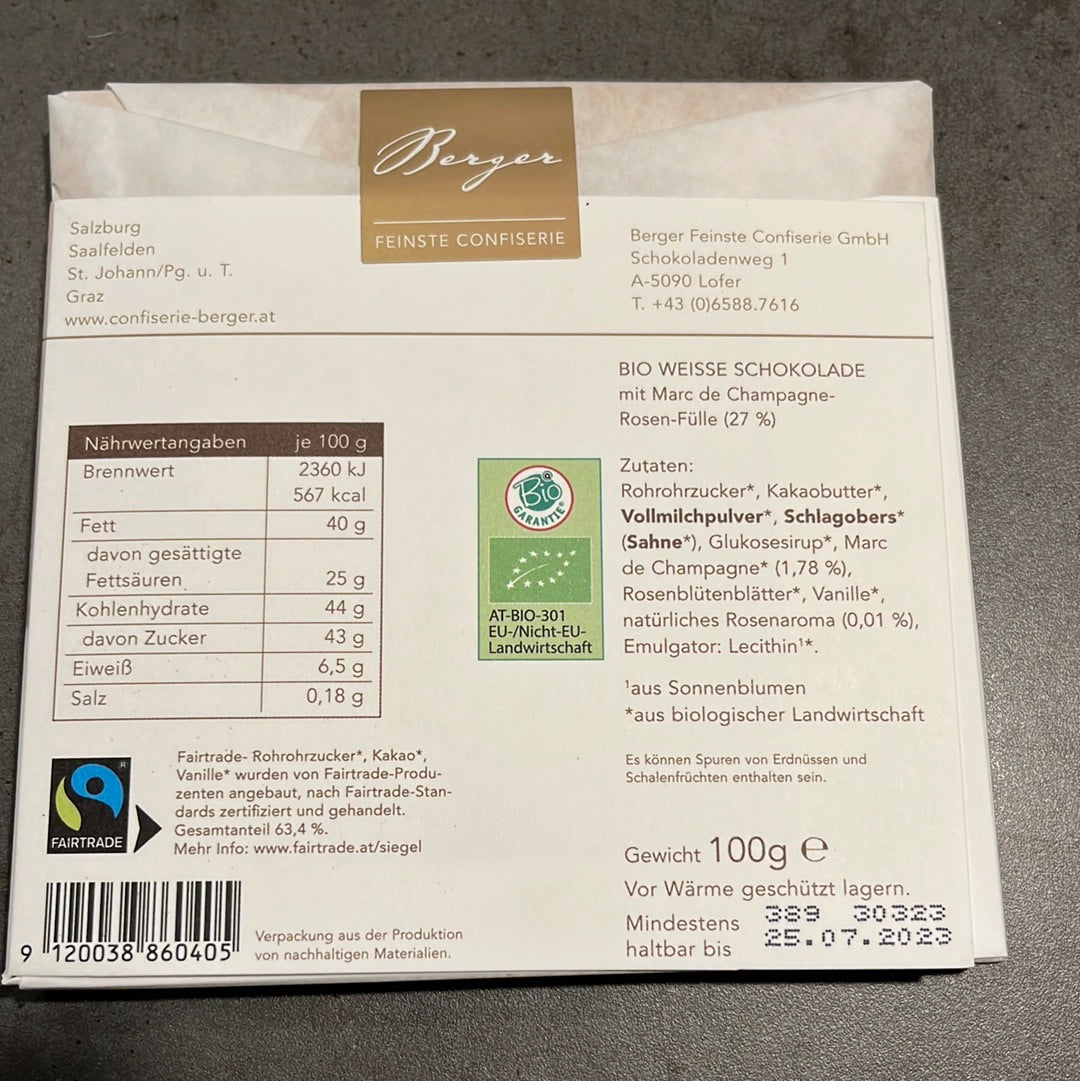 Berger
FEINSTE CONFISERIE
Salzburg
Saalfelden
St. Johann/Pg. u. T.
Graz
www.confiserie-berger.at
Berger Feinste Confiserie GmbH
Schokoladenweg 1
A-5090 Lofer
T. +43 (0)6588.7616
Nährwertangaben je 100 g
Brennwert 2360 kJ
567 kcal
Fett 40 g
davon gesättigte
Fettsäuren 25 g
Kohlenhydrate 44 g
davon Zucker 43 g
Eiweiß 6,5 g
Salz 0,18 g
Bio
GARANTIE
AT-BIO-301
EU-/Nicht-EU-
Landwirtschaft
BIO WEISSE SCHOKOLADE
mit Marc de Champagne-
Rosen-Fülle (27 %)
Zutaten:
Rohrohrzucker*, Kakaobutter*,
Vollmilchpulver*, Schlagobers*
(Sahne*), Glukosesirup*, Marc
de Champagne* (1,78 %),
Rosenblütenblätter*, Vanille*,
natürliches Rosenaroma (0,01 %),
Emulgator: Lecithin¹*.
¹aus Sonnenblumen
*aus biologischer Landwirtschaft
Es können Spuren von Erdnüssen und
Schalenfrüchten enthalten sein.
FAIRTRADE
Fairtrade- Rohrohrzucker*, Kakao*,
Vanille* wurden von Fairtrade-Produ-
zenten angebaut, nach Fairtrade-Stan-
dards zertifiziert und gehandelt.
Gesamtanteil 63,4 %.
Mehr Info: www.fairtrade.at/siegel
9 120038 860405
Verpackung aus der Produktion
von nachhaltigen Materialien.
Gewicht 100g ℮
Vor Wärme geschützt lagern.
Mindestens 389 30323
haltbar bis 25.07.2023